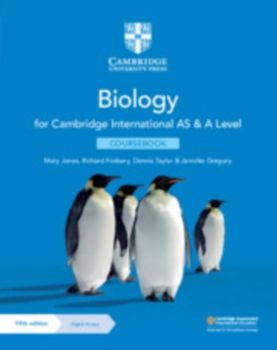 CAMBRIDGE
UNIVERSITY PRESS
Biology
for Cambridge International AS & A Level
COURSEBOOK
Mary Jones, Richard Fosbery, Dennis Taylor & Jennifer Gregory
Fifth edition
Digital Access
Cambridge Assessment
International Education